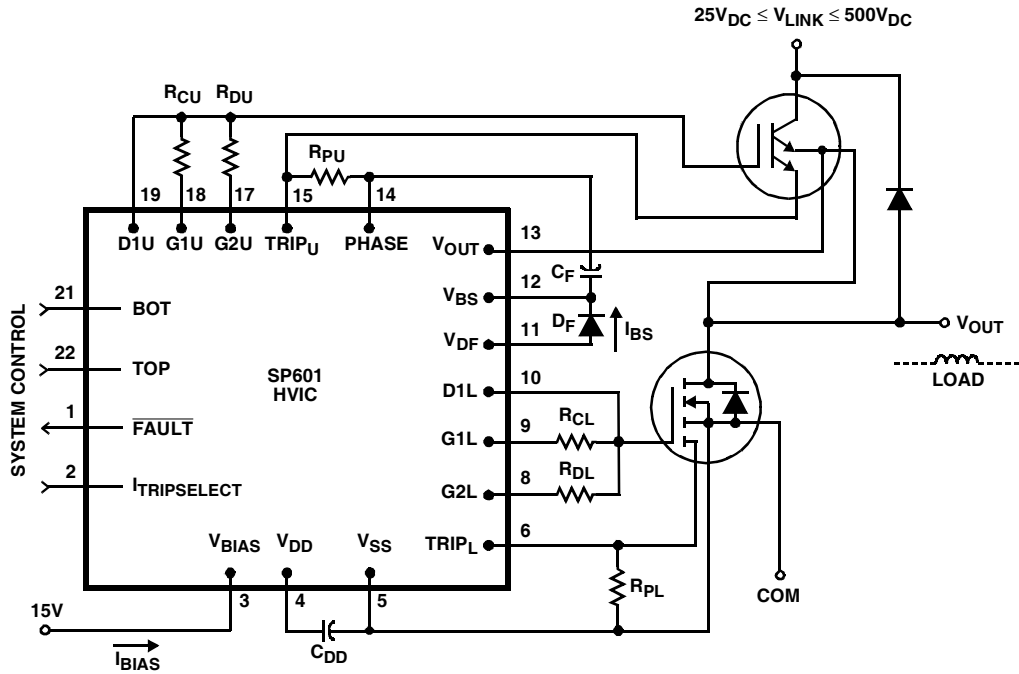 25V_DC ≤ V_LINK ≤ 500V_DC
R_CU R_DU
R_PU
19 18 17 15 14
D1U G1U G2U TRIP_U PHASE
V_OUT 13
C_F
V_BS 12
D_F I_BS
V_DF 11
V_OUT
LOAD
SYSTEM CONTROL
21 BOT
22 TOP
1 FAULT
2 I_TRIPSELECT
SP601
HVIC
D1L 10
R_CL
G1L 9
R_DL
G2L 8
TRIP_L 6
R_PL
COM
V_BIAS V_DD V_SS
3 4 5
15V
I_BIAS
C_DD